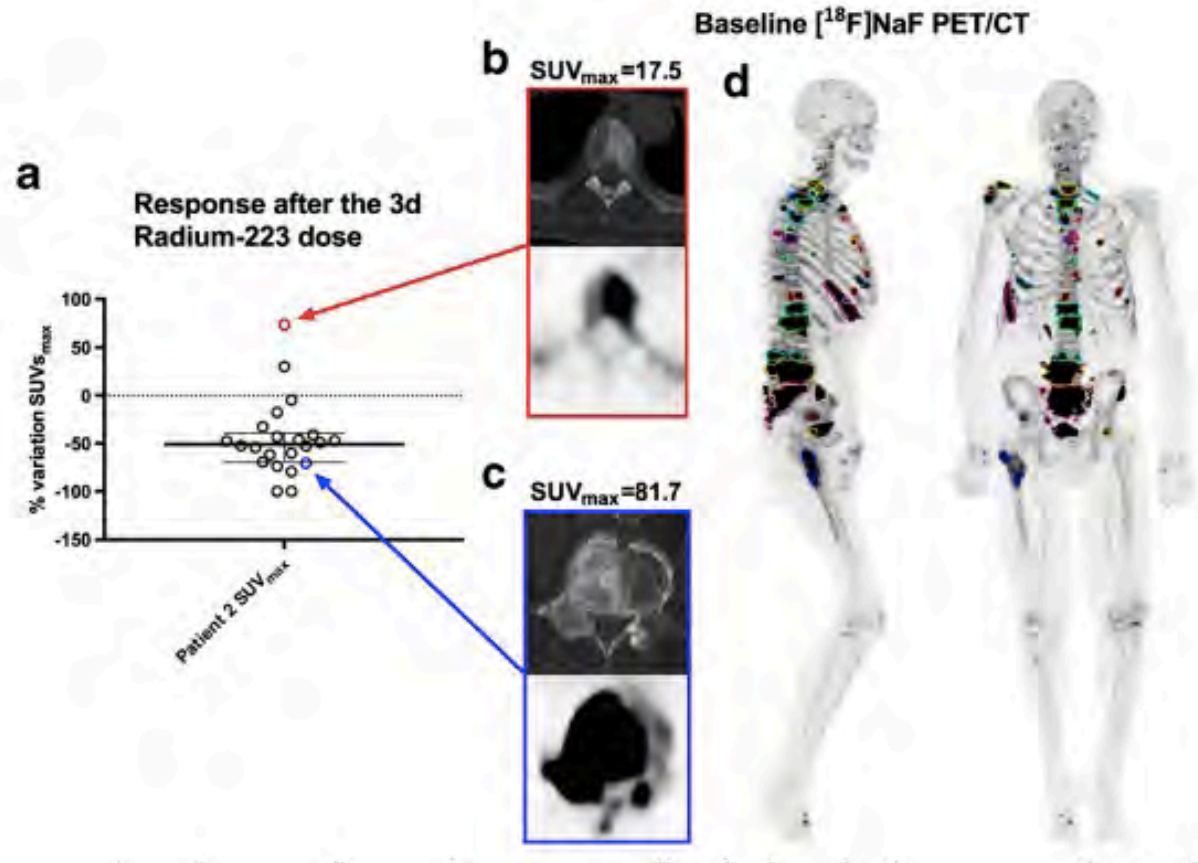 Baseline [¹⁸F]NaF PET/CT
a
Response after the 3d
Radium-223 dose
% variation SUVsmax
100
50
0
-50
-100
-150
Patient 2 SUVmax
b
SUVmax=17.5
c
SUVmax=81.7
d